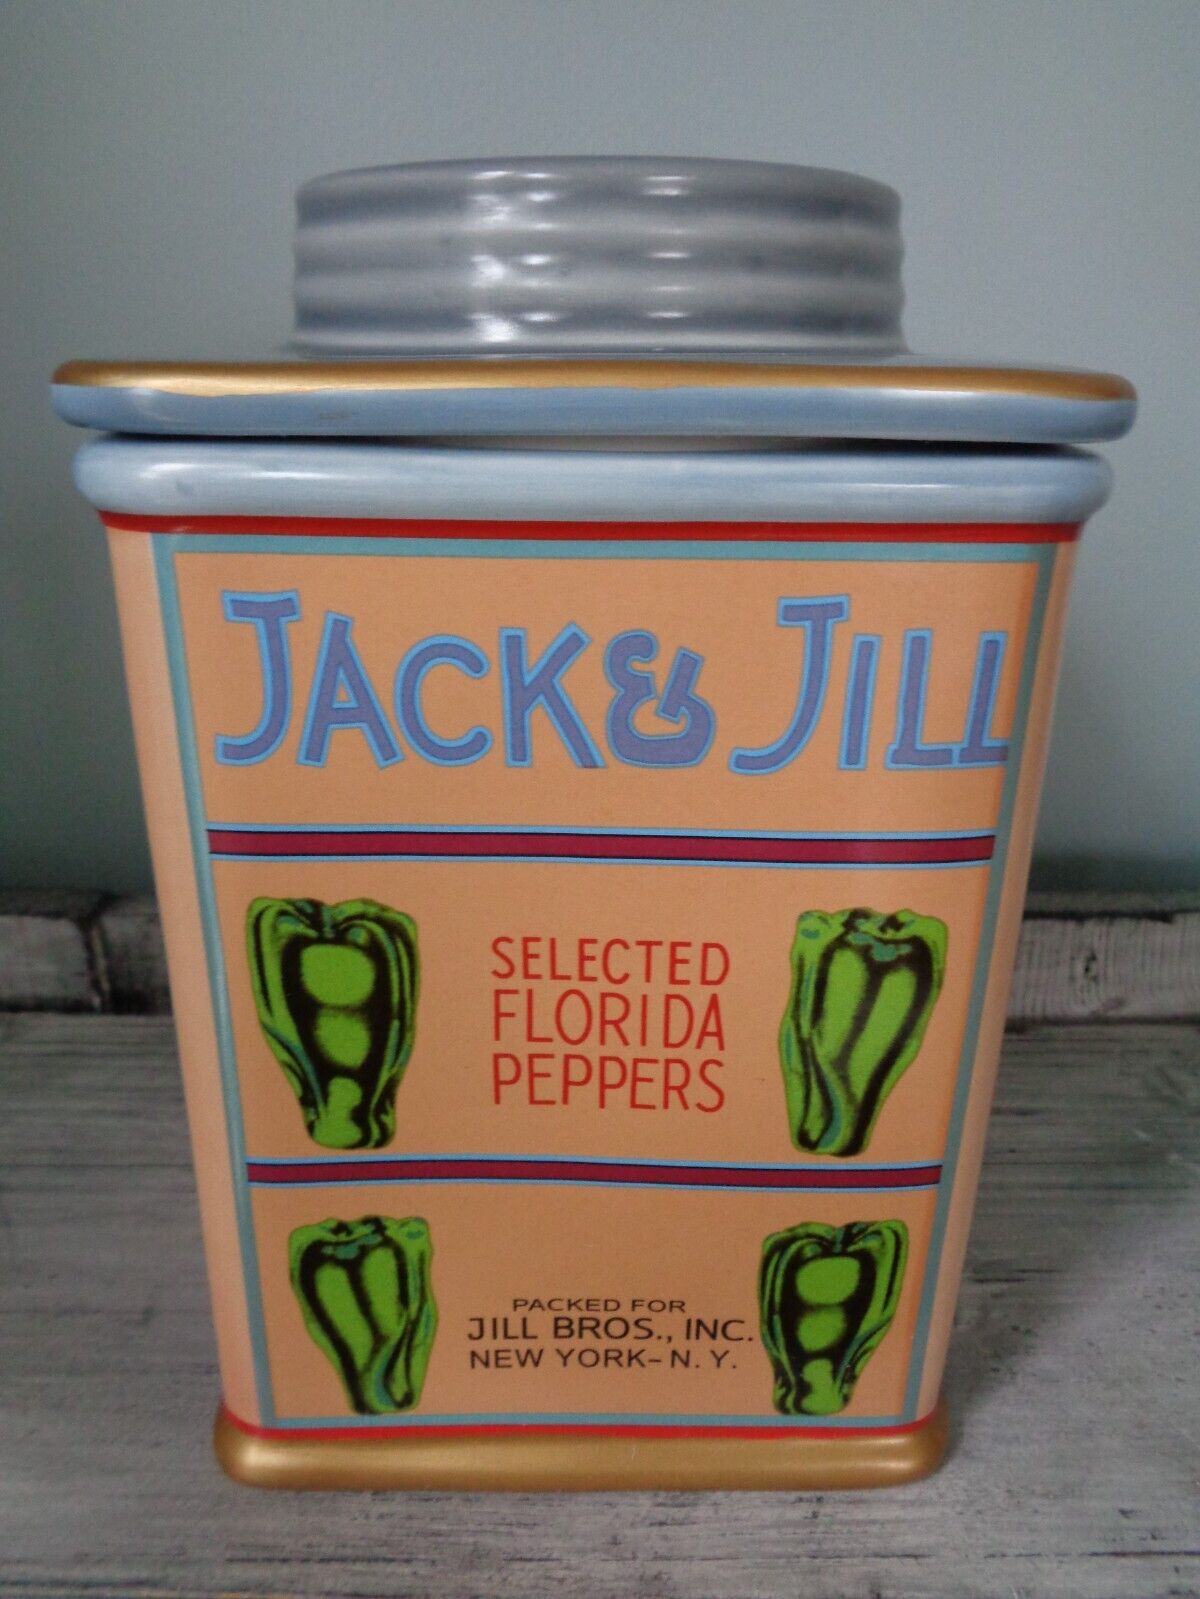 JACK & JILL
SELECTED
FLORIDA
PEPPERS
PACKED FOR
JILL BROS., INC.
NEW YORK-N.Y.